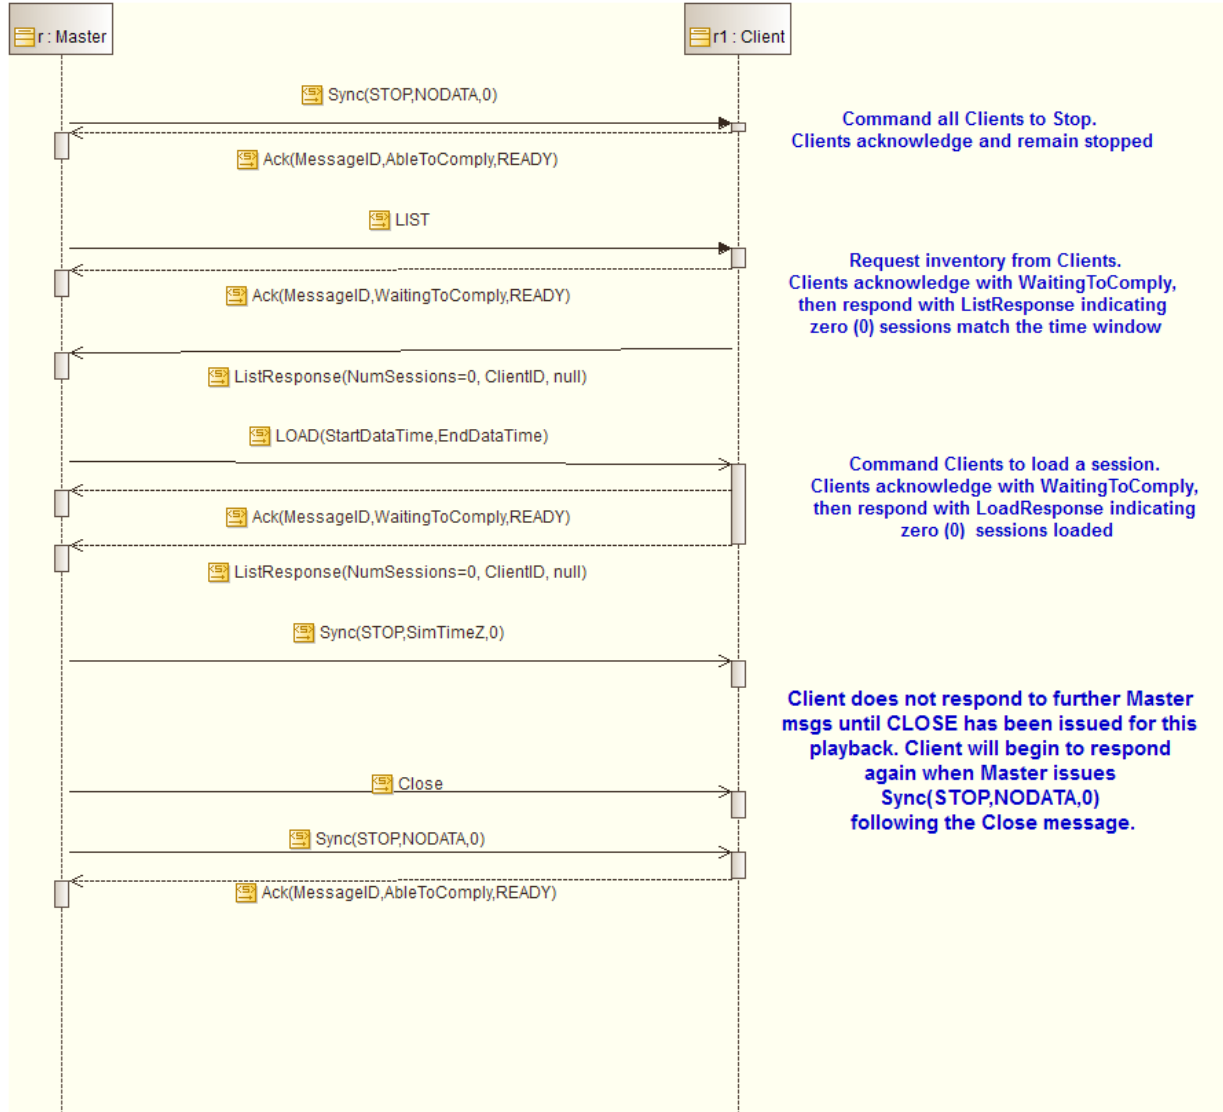 r : Master
r1 : Client
Sync(STOP,NODATA,0)
Command all Clients to Stop.
Clients acknowledge and remain stopped
Ack(MessageID,AbleToComply,READY)
LIST
Request inventory from Clients.
Clients acknowledge with WaitingToComply,
then respond with ListResponse indicating
zero (0) sessions match the time window
Ack(MessageID,WaitingToComply,READY)
ListResponse(NumSessions=0, ClientID, null)
LOAD(StartDataTime,EndDataTime)
Command Clients to load a session.
Clients acknowledge with WaitingToComply,
then respond with LoadResponse indicating
zero (0) sessions loaded
Ack(MessageID,WaitingToComply,READY)
ListResponse(NumSessions=0, ClientID, null)
Sync(STOP,SimTimeZ,0)
Client does not respond to further Master
msgs until CLOSE has been issued for this
playback. Client will begin to respond
again when Master issues
Sync(STOP,NODATA,0)
following the Close message.
Close
Sync(STOP,NODATA,0)
Ack(MessageID,AbleToComply,READY)